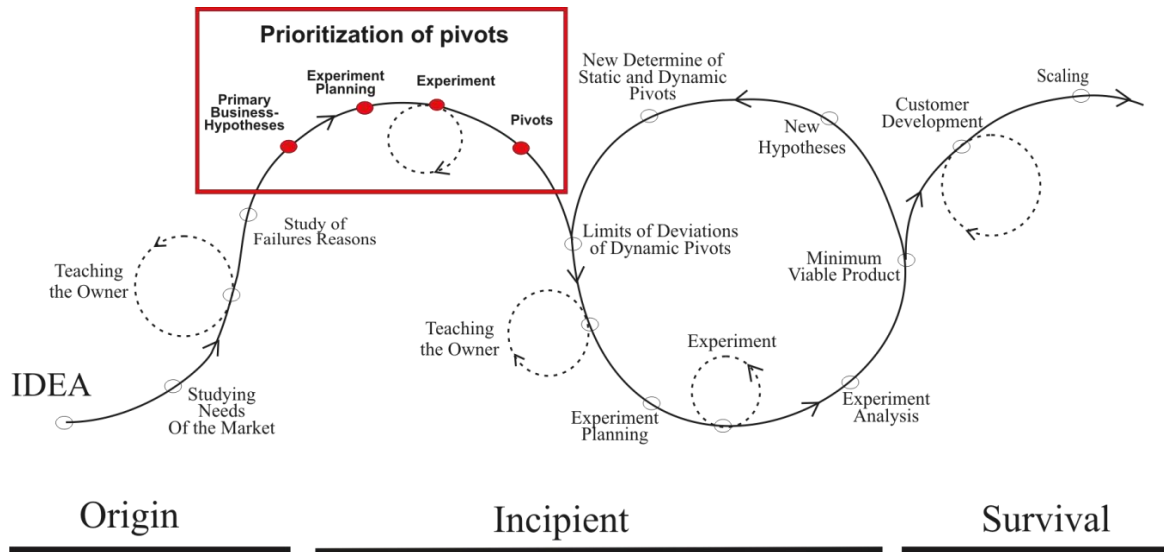 Prioritization of pivots
Primary
Business-
Hypotheses
Experiment
Planning
Experiment
Pivots
New Determine of
Static and Dynamic
Pivots
New
Hypotheses
Customer
Development
Scaling
Study of
Failures Reasons
Teaching
the Owner
Limits of Deviations
of Dynamic Pivots
Minimum
Viable Product
Teaching
the Owner
Experiment
IDEA
Studying
Needs
Of the Market
Experiment
Planning
Experiment
Analysis
Origin
Incipient
Survival